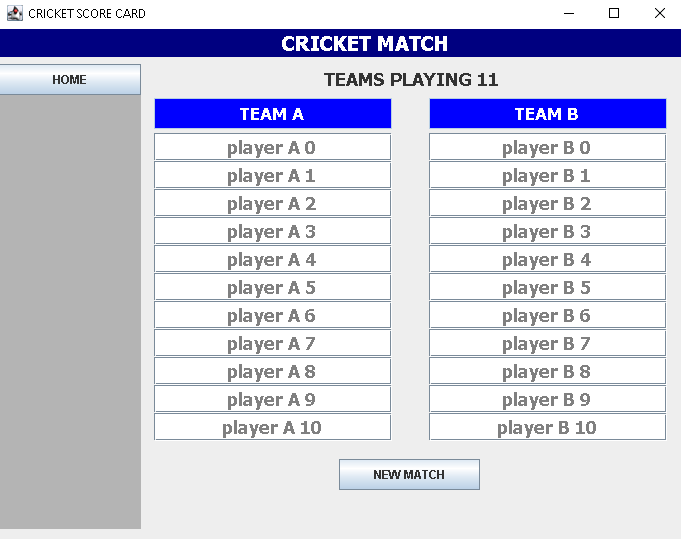 CRICKET SCORE CARD
CRICKET MATCH
HOME
TEAMS PLAYING 11
TEAM A
player A 0
player A 1
player A 2
player A 3
player A 4
player A 5
player A 6
player A 7
player A 8
player A 9
player A 10
TEAM B
player B 0
player B 1
player B 2
player B 3
player B 4
player B 5
player B 6
player B 7
player B 8
player B 9
player B 10
NEW MATCH